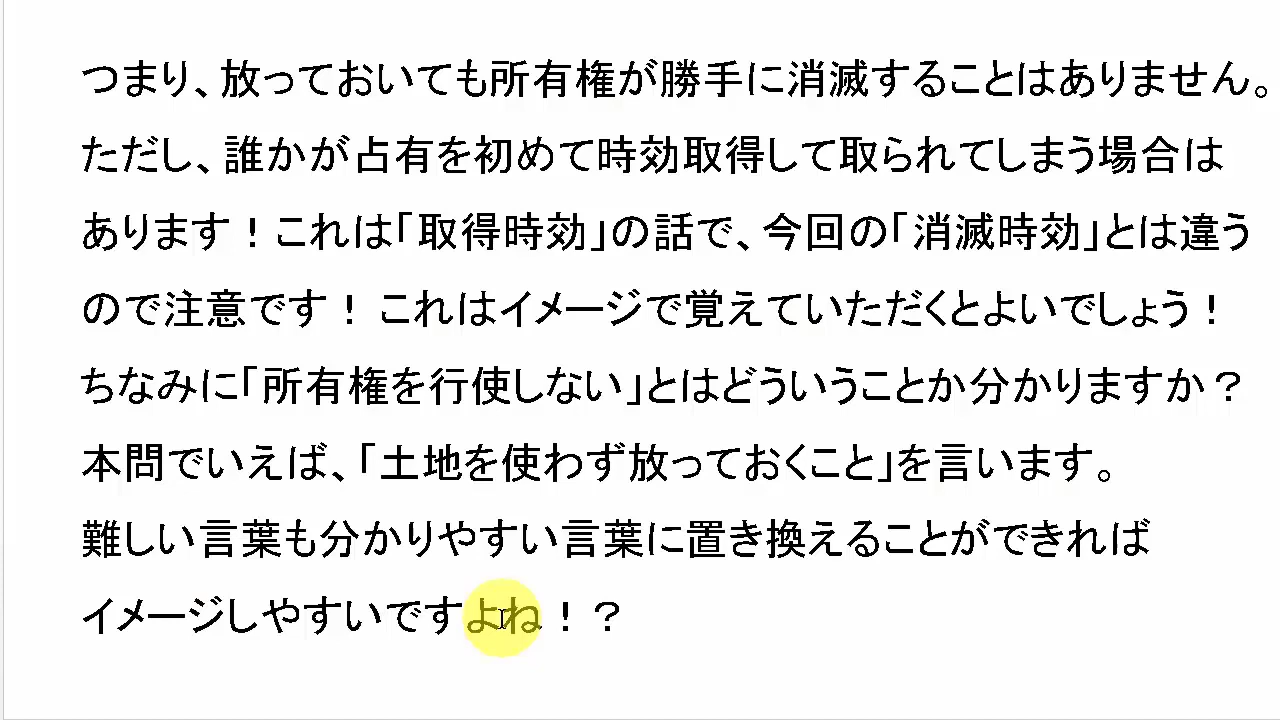 つまり、放っておいても所有権が勝手に消滅することはありません。
ただし、誰かが占有を初めて時効取得して取られてしまう場合は
あります！これは「取得時効」の話で、今回の「消滅時効」とは違う
ので注意です！ これはイメージで覚えていただくとよいでしょう！
ちなみに「所有権を行使しない」とはどういうことか分かりますか？
本問でいえば、「土地を使わず放っておくこと」を言います。
難しい言葉も分かりやすい言葉に置き換えることができれば
イメージしやすいですよね！？